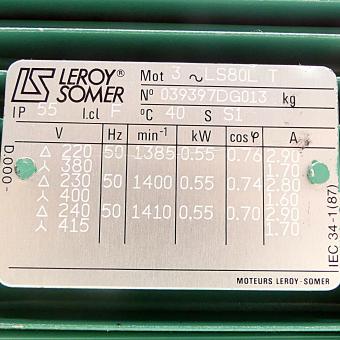 LEROY®
SOMER
Mot 3 ~ LS80L T
Nº 039397DG013 kg
IP 55 I.cl F °C 40 S S1
V Hz min⁻¹ kW cos φ A
Δ 220 50 1385 0.55 0.76 2.90
⅄ 380 1.70
Δ 230 50 1400 0.55 0.74 2.80
⅄ 400 1.60
Δ 240 50 1410 0.55 0.70 2.90
⅄ 415 1.70
D.000-
IEC 34-1(87)
MOTEURS LEROY-SOMER